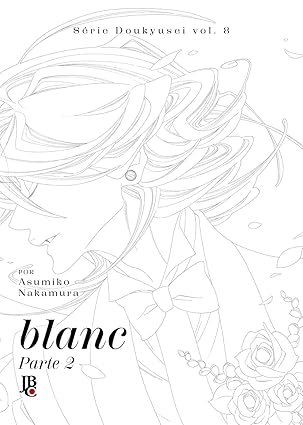 Série Doukyusei vol. 8
POR
Asumiko
Nakamura
blanc
Parte 2
JBC